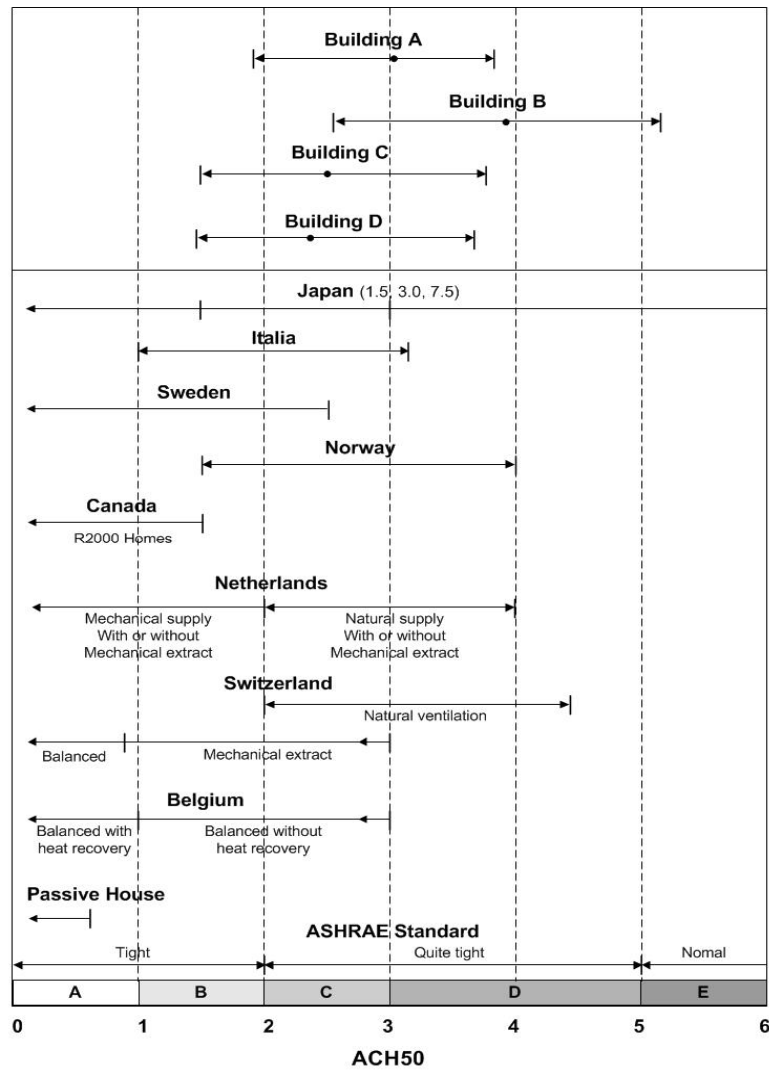 Building A
Building B
Building C
Building D
Japan (1.5, 3.0, 7.5)
Italia
Sweden
Norway
Canada
R2000 Homes
Netherlands
Mechanical supply
With or without
Mechanical extract
Natural supply
With or without
Mechanical extract
Switzerland
Natural ventilation
Balanced
Mechanical extract
Belgium
Balanced with
heat recovery
Balanced without
heat recovery
Passive House
ASHRAE Standard
Tight
Quite tight
Nomal
A B C D E
0 1 2 3 4 5 6
ACH50